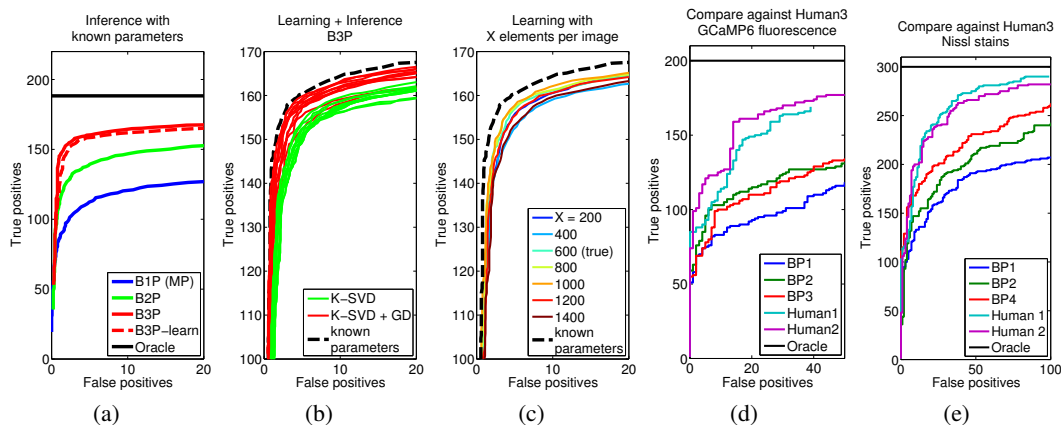 Inference with
known parameters
True positives
200
150
100
50
0
0
10
20
False positives
B1P (MP)
B2P
B3P
B3P−learn
Oracle
(a)
Learning + Inference
B3P
True positives
170
160
150
140
130
120
110
100
0
10
20
False positives
K−SVD
K−SVD + GD
known
parameters
(b)
Learning with
X elements per image
True positives
170
160
150
140
130
120
110
100
0
10
20
False positives
X = 200
400
600 (true)
800
1000
1200
1400
known
parameters
(c)
Compare against Human3
GCaMP6 fluorescence
True positives
200
150
100
50
0
0
20
40
False positives
BP1
BP2
BP3
Human1
Human2
Oracle
(d)
Compare against Human3
Nissl stains
True positives
300
250
200
150
100
50
0
0
50
100
False positives
BP1
BP2
BP4
Human 1
Human 2
Oracle
(e)